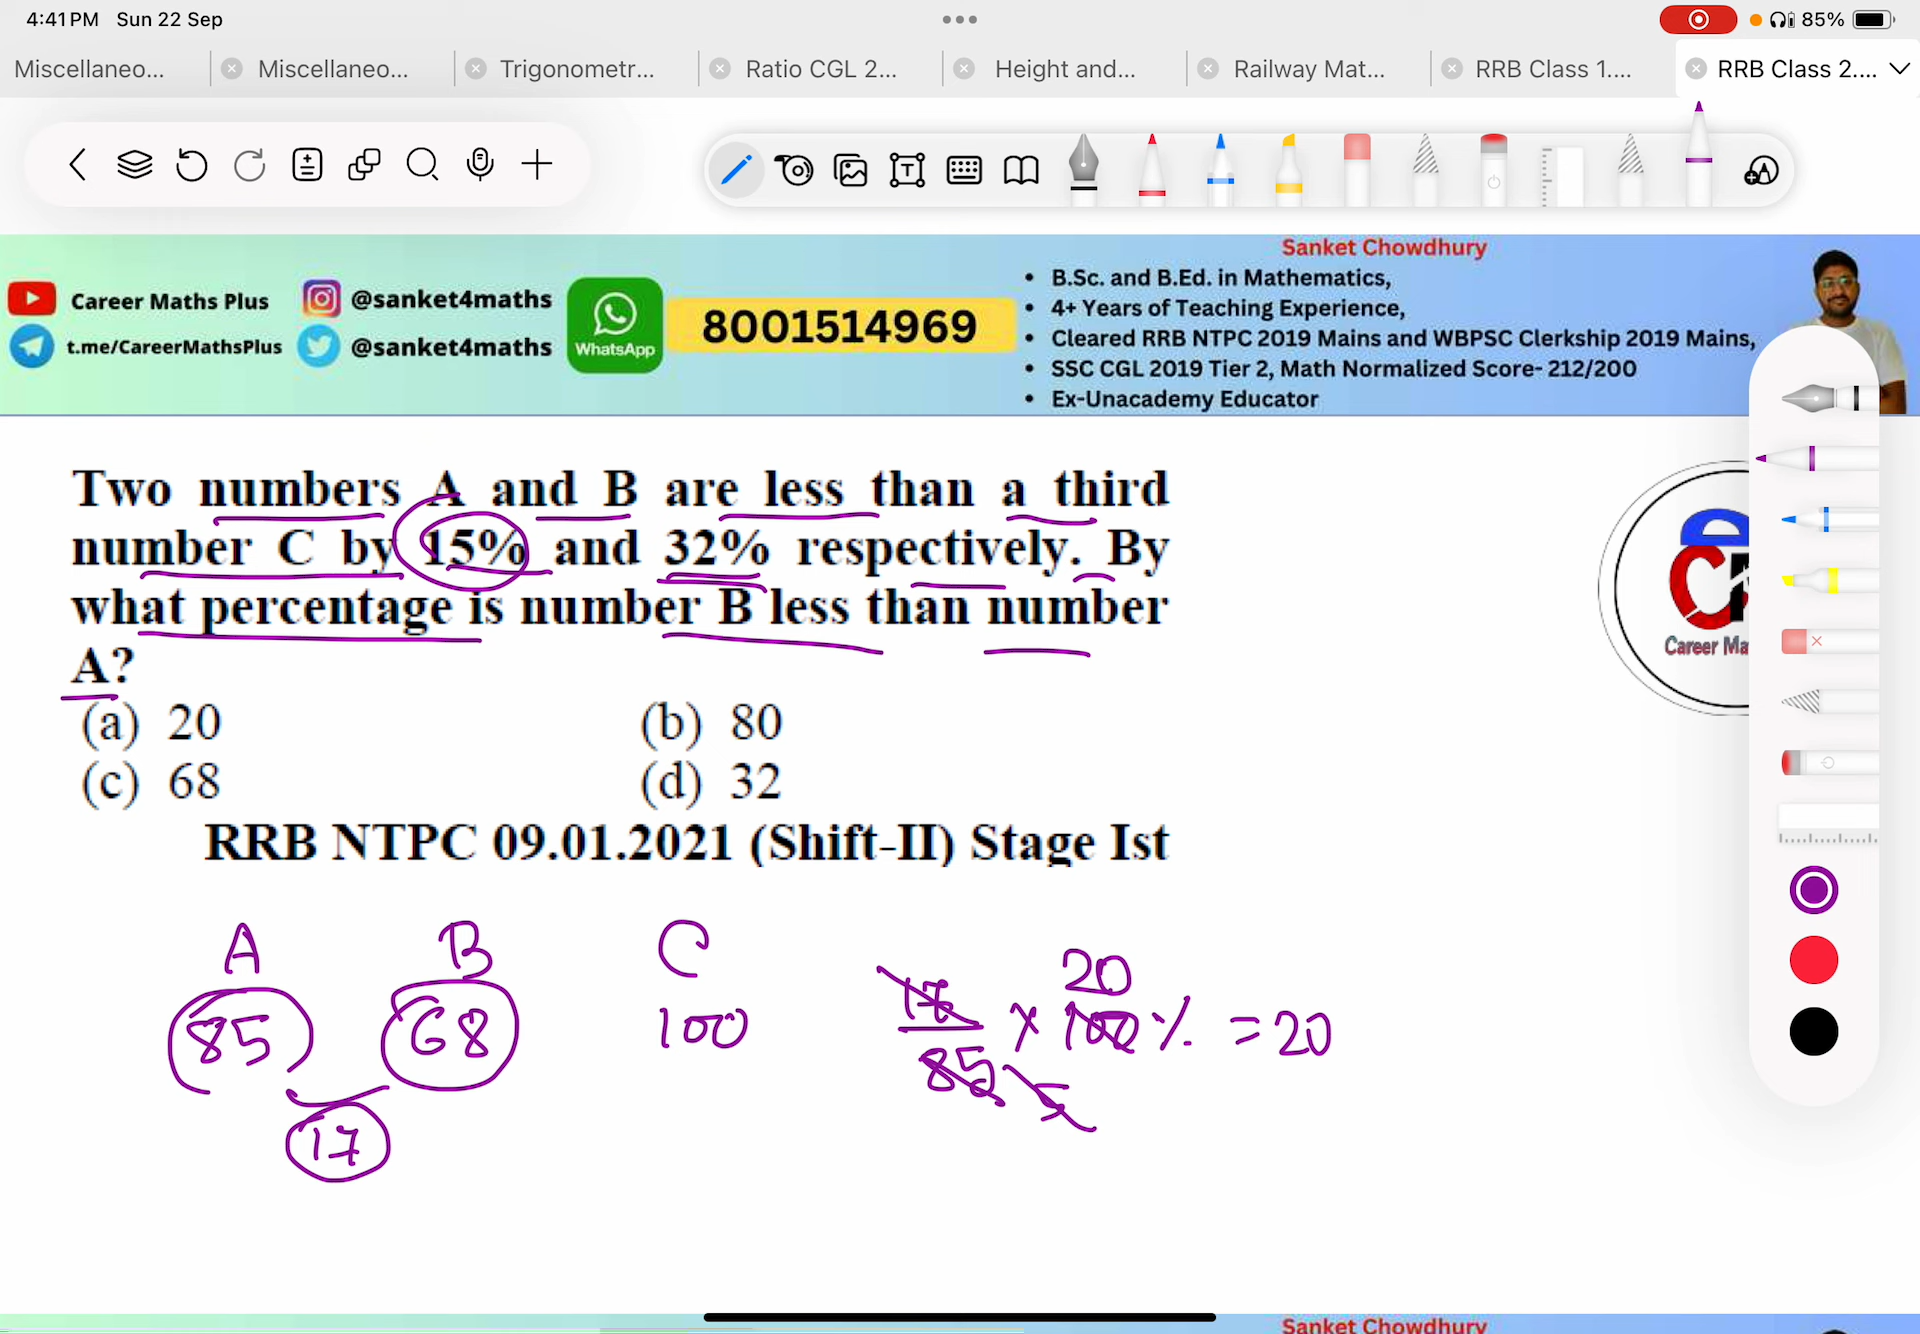 4:41 PM Sun 22 Sep
85%
Miscellaneo... Miscellaneo... Trigonometr... Ratio CGL 2... Height and... Railway Mat... RRB Class 1.... RRB Class 2....
Career Maths Plus
@sanket4maths
t.me/CareerMathsPlus
@sanket4maths
WhatsApp
8001514969
Sanket Chowdhury
• B.Sc. and B.Ed. in Mathematics,
• 4+ Years of Teaching Experience,
• Cleared RRB NTPC 2019 Mains and WBPSC Clerkship 2019 Mains,
• SSC CGL 2019 Tier 2, Math Normalized Score- 212/200
• Ex-Unacademy Educator
Two numbers A and B are less than a third
number C by 15% and 32% respectively. By
what percentage is number B less than number
A?
(a) 20 (b) 80
(c) 68 (d) 32
RRB NTPC 09.01.2021 (Shift-II) Stage Ist
Career Ma
A B C
85 68 100
17
20
17/85 × 100 % = 20
5
Sanket Chowdhury